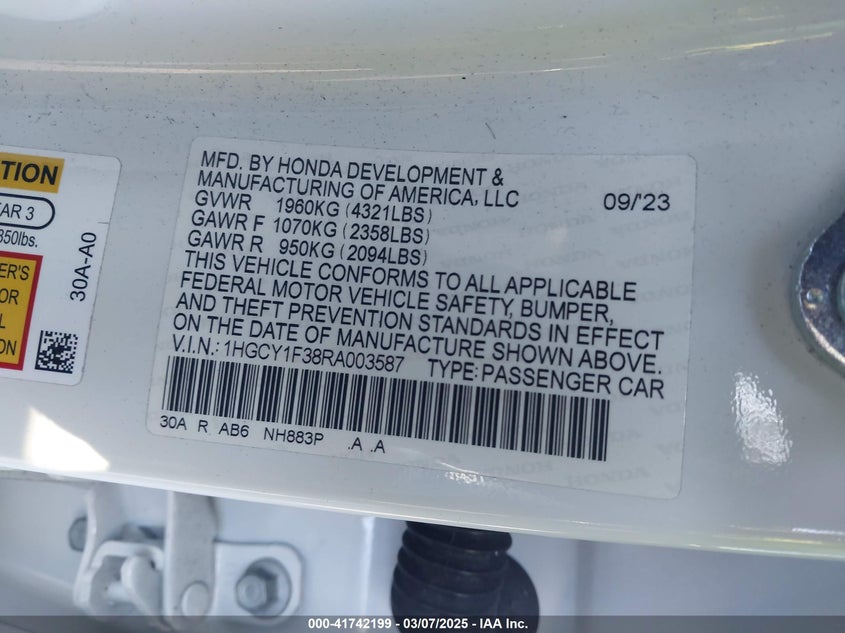 TION
AR 3
850lbs.
ER'S
OR
L
ION
30A-A0
MFD. BY HONDA DEVELOPMENT &
MANUFACTURING OF AMERICA, LLC 09/'23
GVWR 1960KG (4321LBS)
GAWR F 1070KG (2358LBS)
GAWR R 950KG (2094LBS)
THIS VEHICLE CONFORMS TO ALL APPLICABLE
FEDERAL MOTOR VEHICLE SAFETY, BUMPER,
AND THEFT PREVENTION STANDARDS IN EFFECT
ON THE DATE OF MANUFACTURE SHOWN ABOVE.
V.I.N.: 1HGCY1F38RA003587 TYPE: PASSENGER CAR
30A R AB6 NH883P .A .A
000-41742199 - 03/07/2025 - IAA Inc.